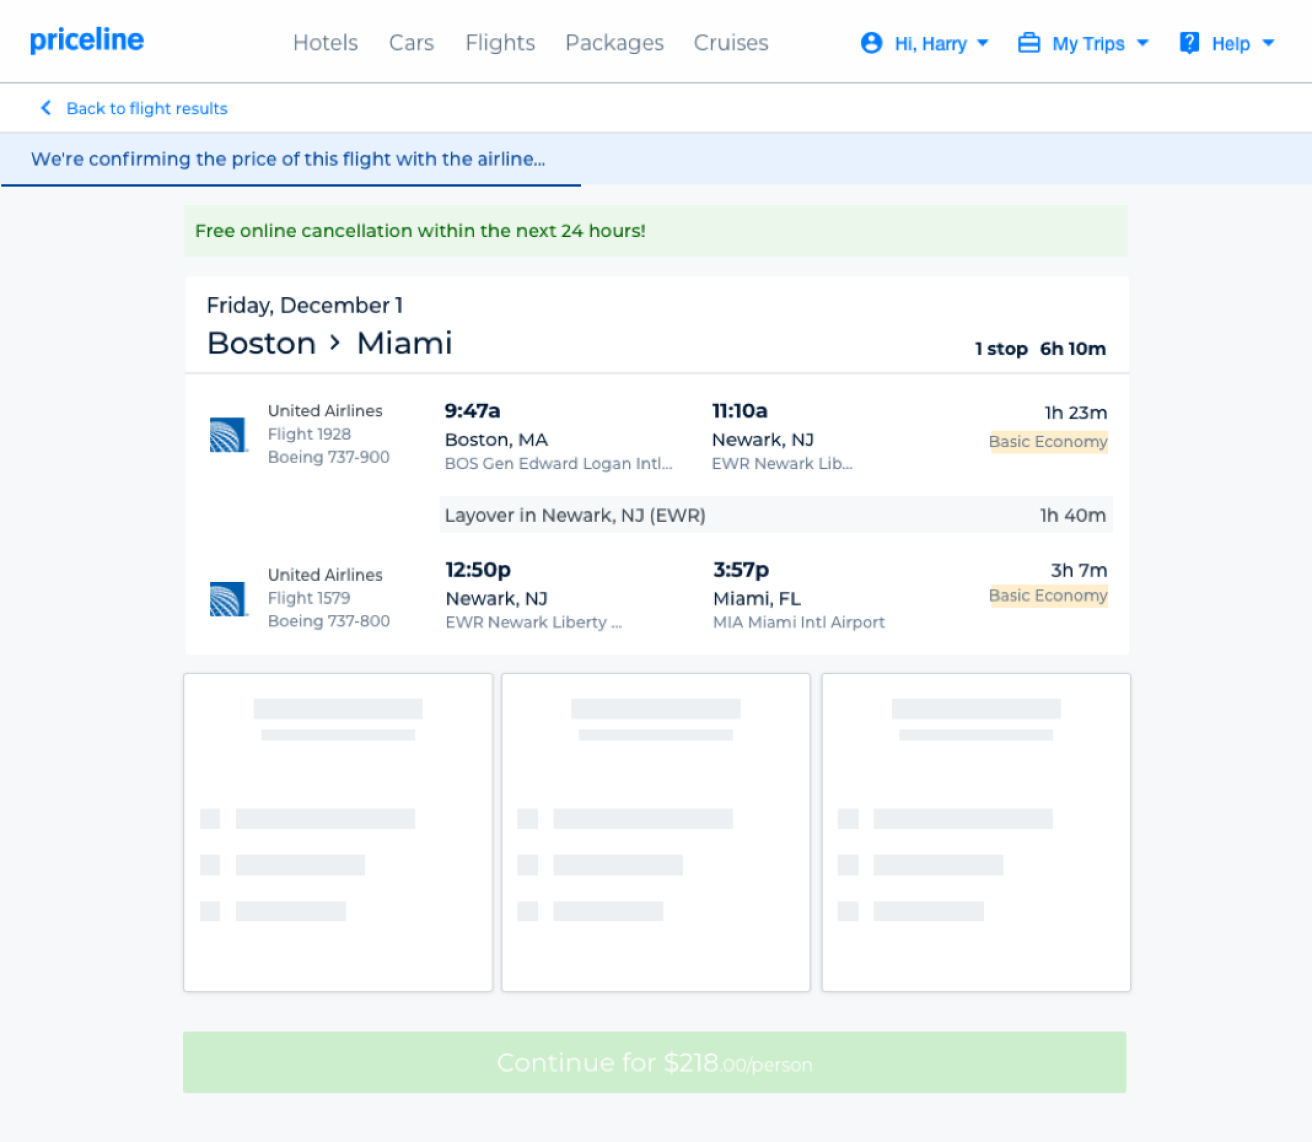 priceline
Hotels Cars Flights Packages Cruises Hi, Harry My Trips Help
Back to flight results
We're confirming the price of this flight with the airline...
Free online cancellation within the next 24 hours!
Friday, December 1
Boston > Miami
1 stop 6h 10m
United Airlines
Flight 1928
Boeing 737-900
9:47a
Boston, MA
BOS Gen Edward Logan Intl...
11:10a
Newark, NJ
EWR Newark Lib...
1h 23m
Basic Economy
Layover in Newark, NJ (EWR) 1h 40m
United Airlines
Flight 1579
Boeing 737-800
12:50p
Newark, NJ
EWR Newark Liberty ...
3:57p
Miami, FL
MIA Miami Intl Airport
3h 7m
Basic Economy
Continue for $218.00/person